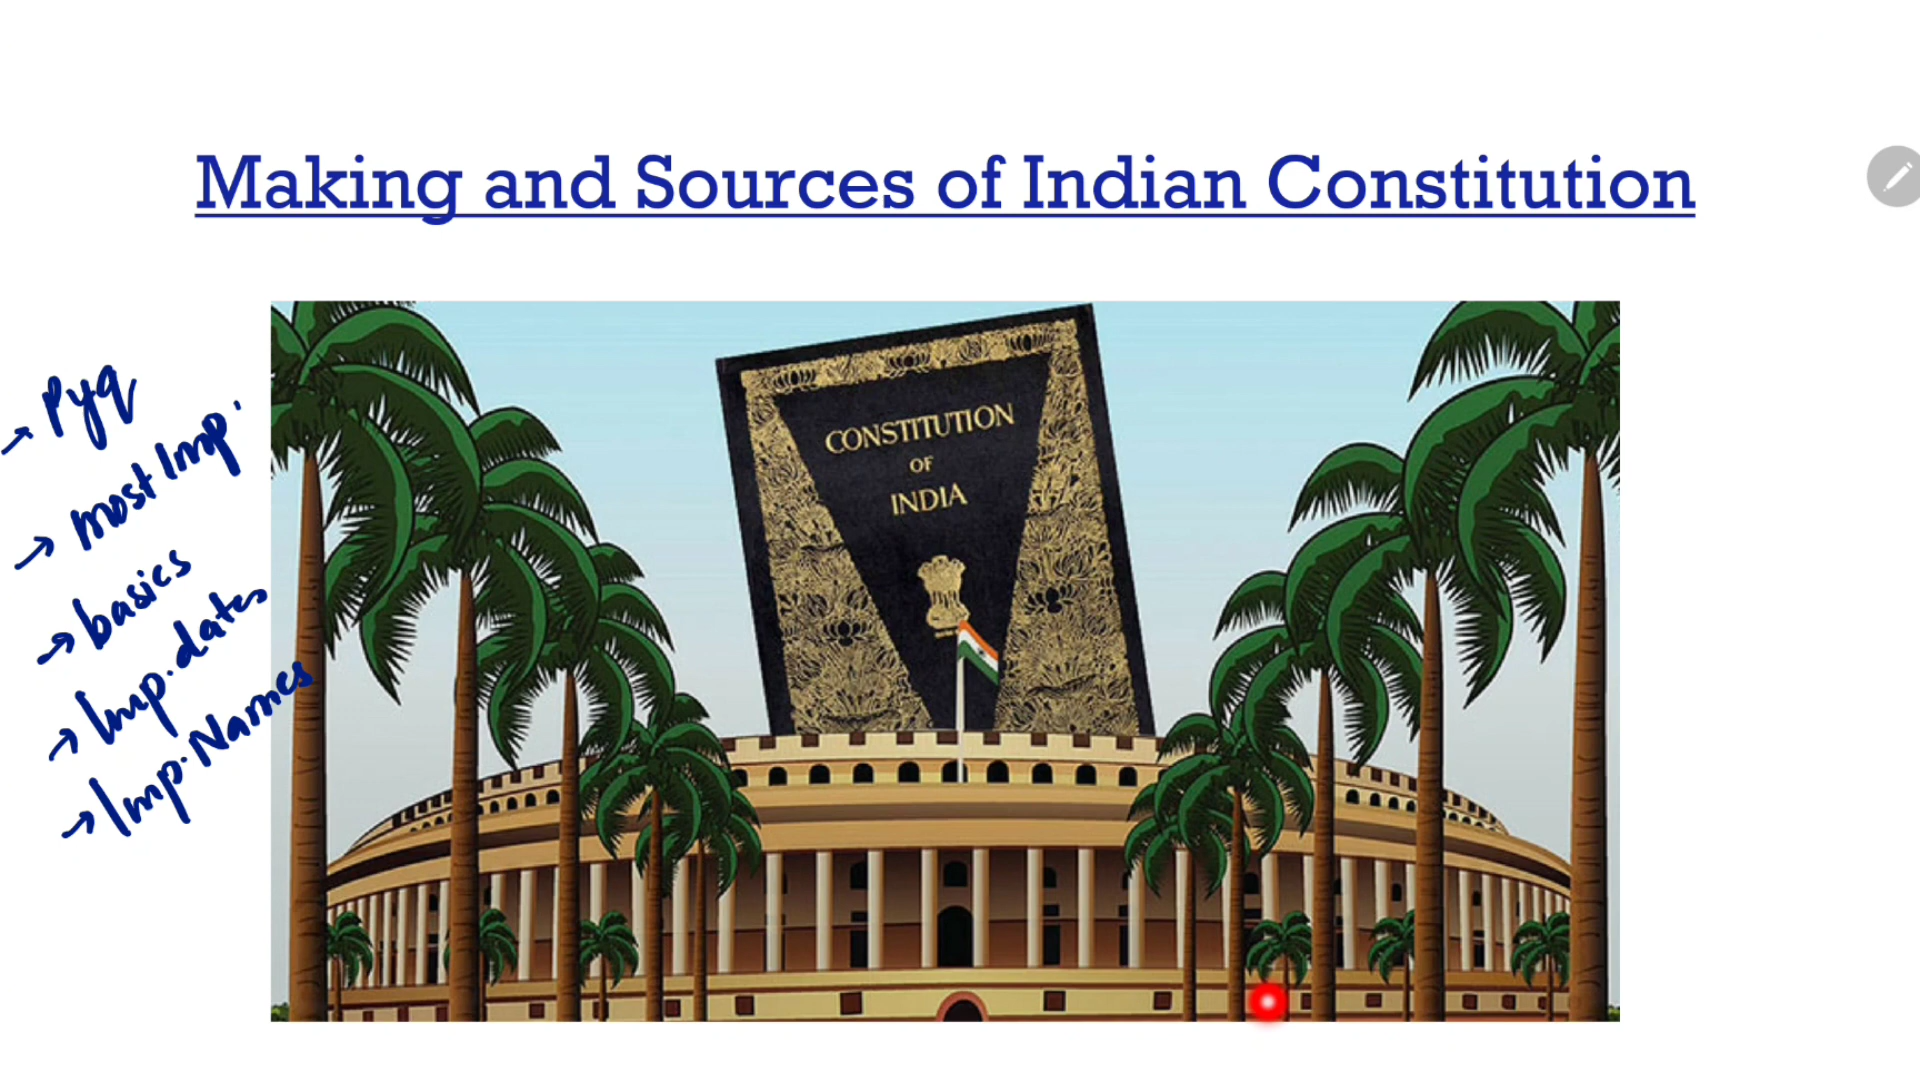 Making and Sources of Indian Constitution
→ Pyq
→ most Imp.
→ basics
→ Imp. dates
→ Imp. Names
CONSTITUTION
OF
INDIA